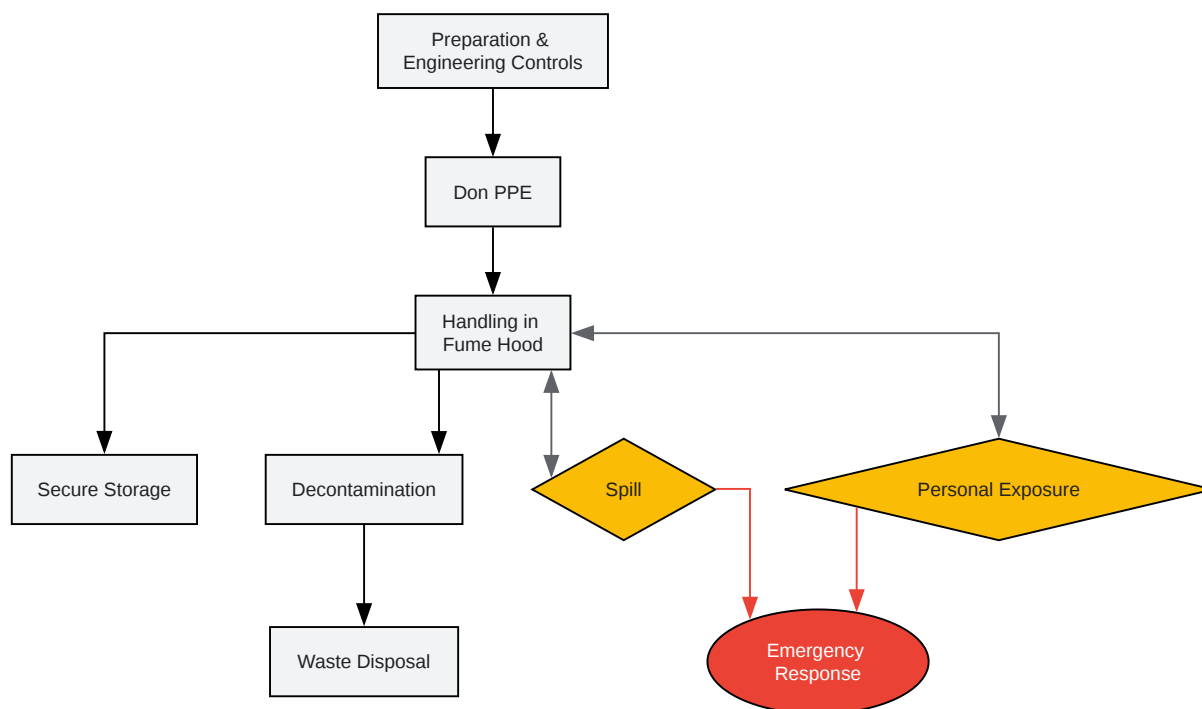 Preparation &
Engineering Controls
Don PPE
Handling in
Fume Hood
Secure Storage
Decontamination
Spill
Personal Exposure
Waste Disposal
Emergency
Response